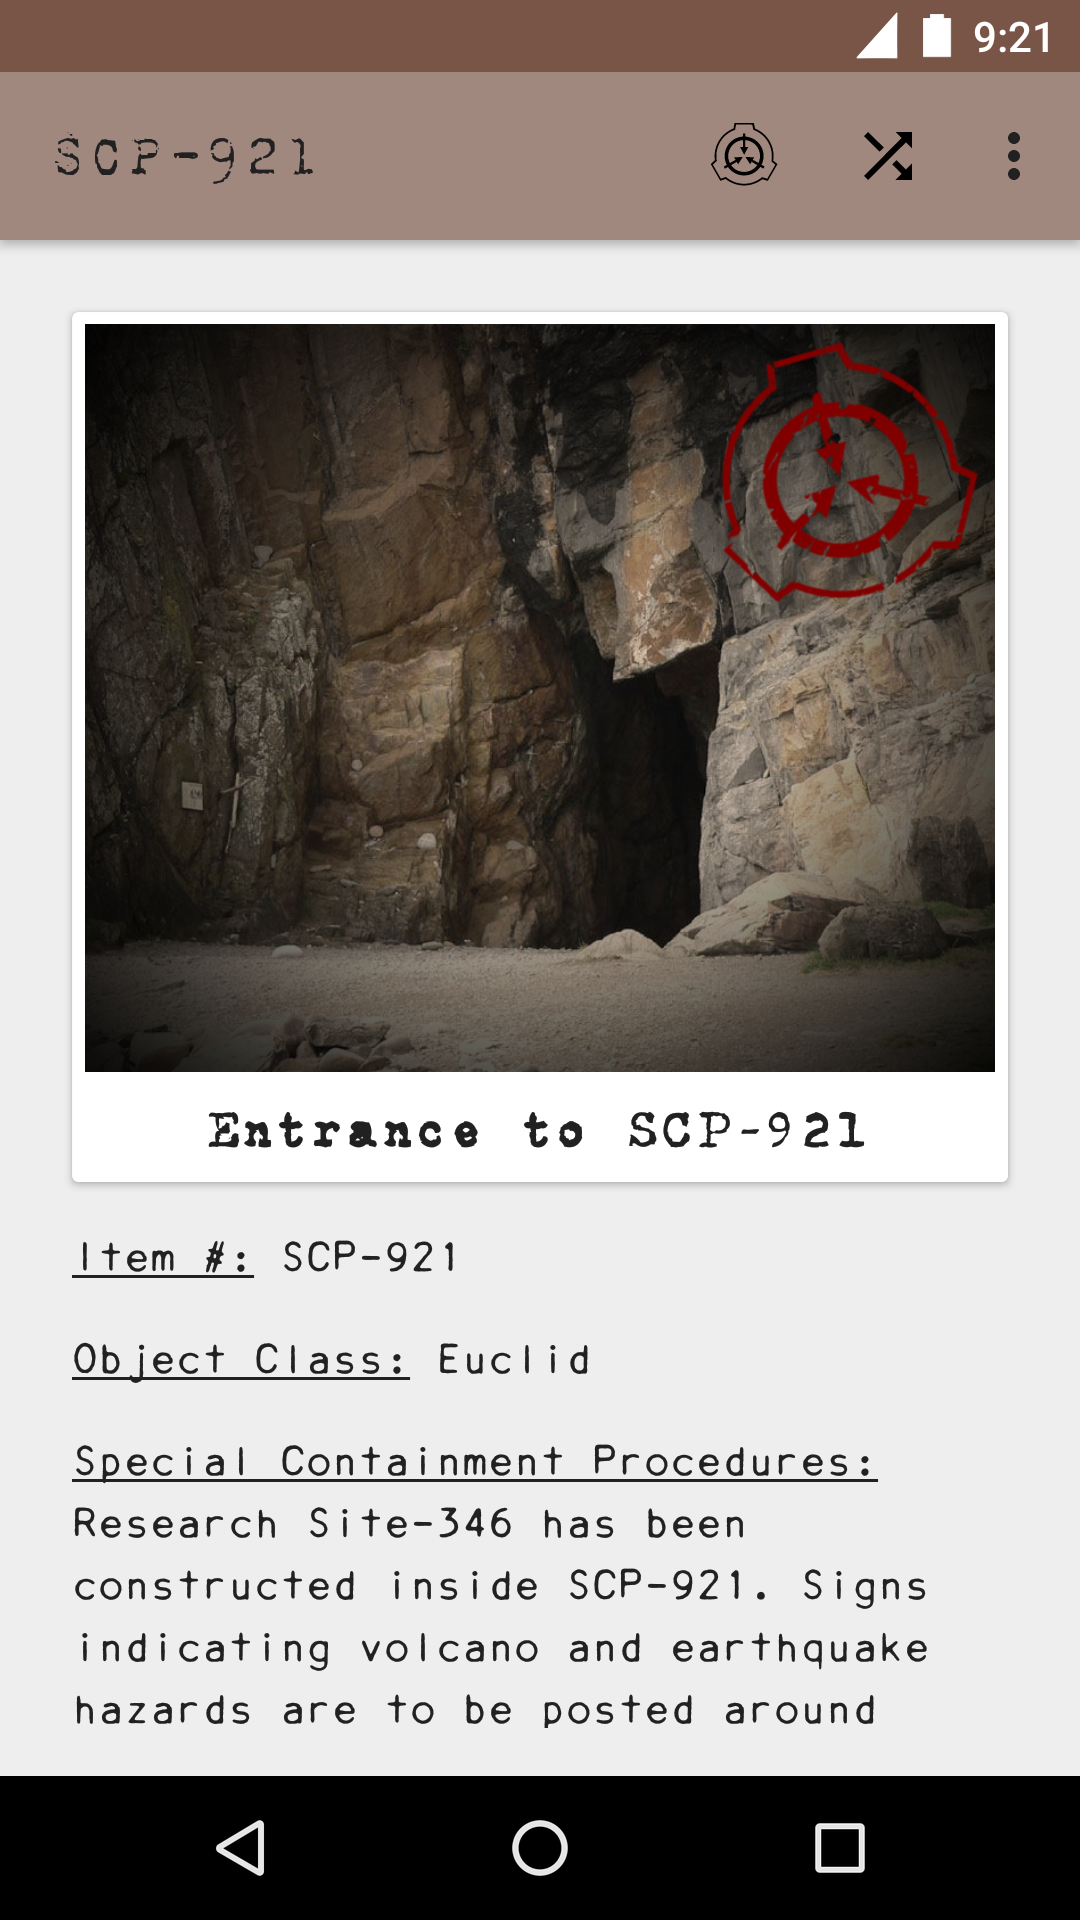 9:21
SCP-921
Entrance to SCP-921
Item #: SCP-921
Object Class: Euclid
Special Containment Procedures:
Research Site-346 has been
constructed inside SCP-921. Signs
indicating volcano and earthquake
hazards are to be posted around